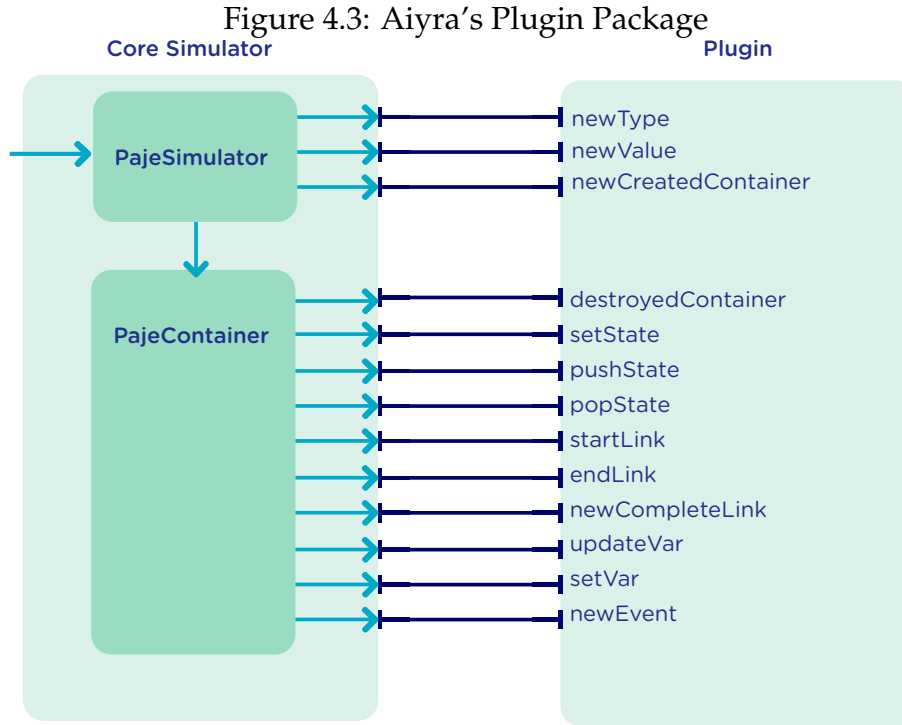 Figure 4.3: Aiyra's Plugin Package
Core Simulator
Plugin
PajeSimulator
newType
newValue
newCreatedContainer
PajeContainer
destroyedContainer
setState
pushState
popState
startLink
endLink
newCompleteLink
updateVar
setVar
newEvent